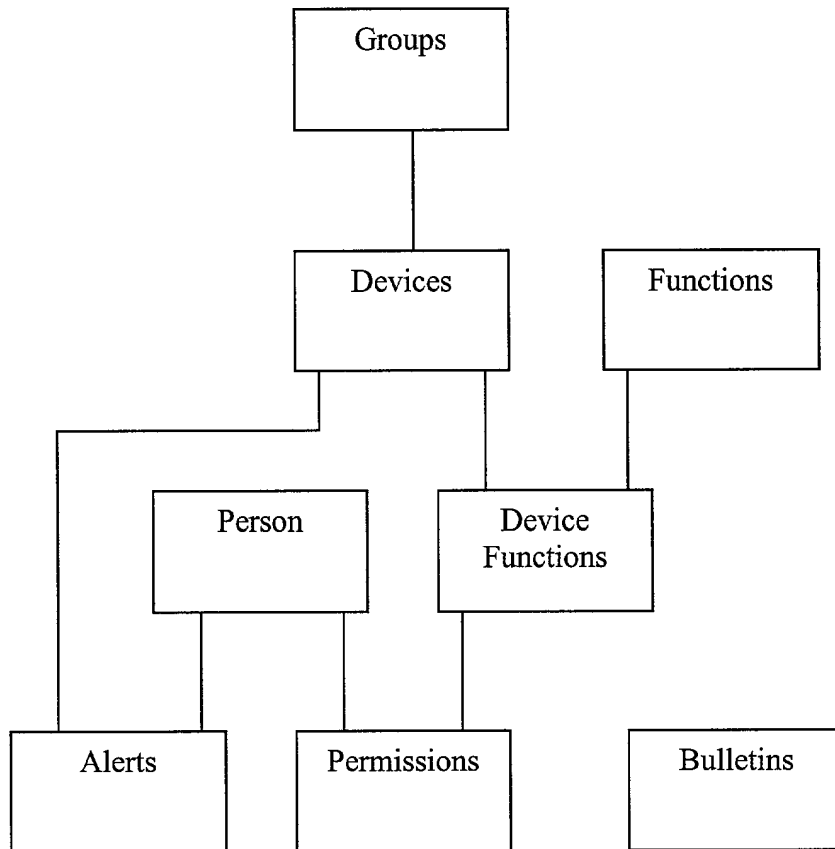 Groups
Devices
Functions
Person
Device
Functions
Alerts
Permissions
Bulletins